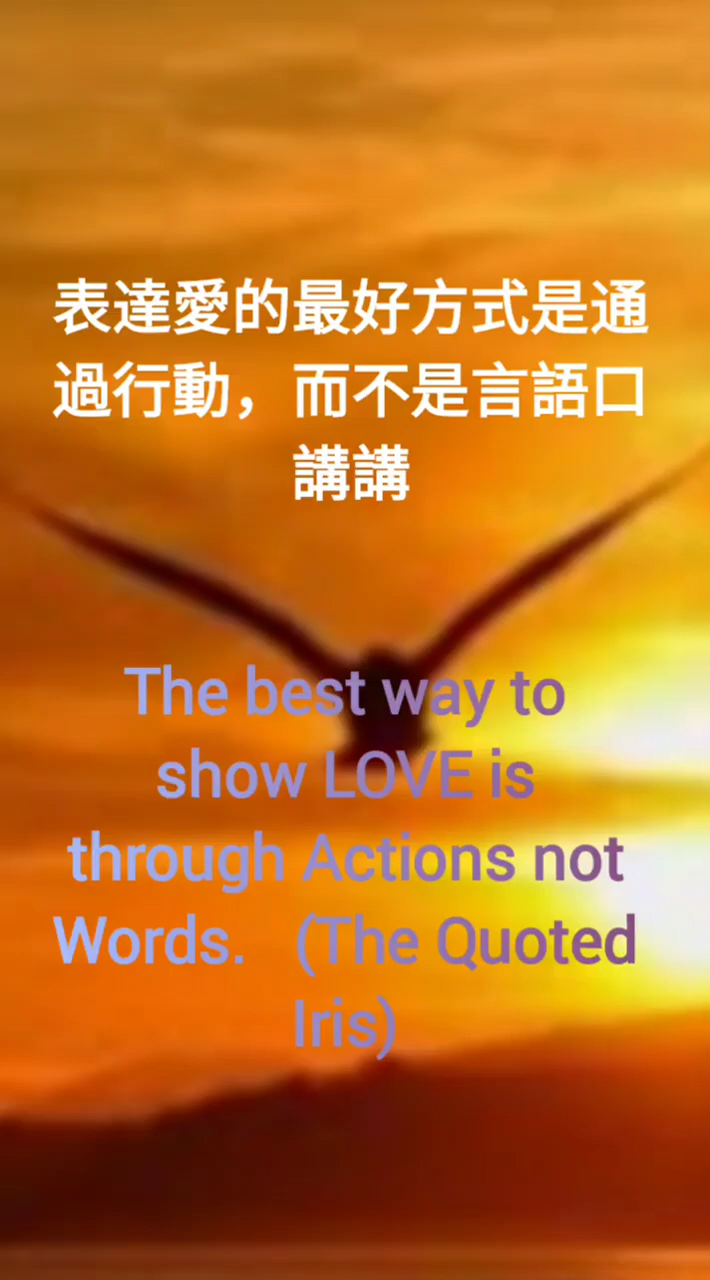 表達愛的最好方式是通
過行動，而不是言語口
講講
The best way to
show LOVE is
through Actions not
Words. (The Quoted
Iris)